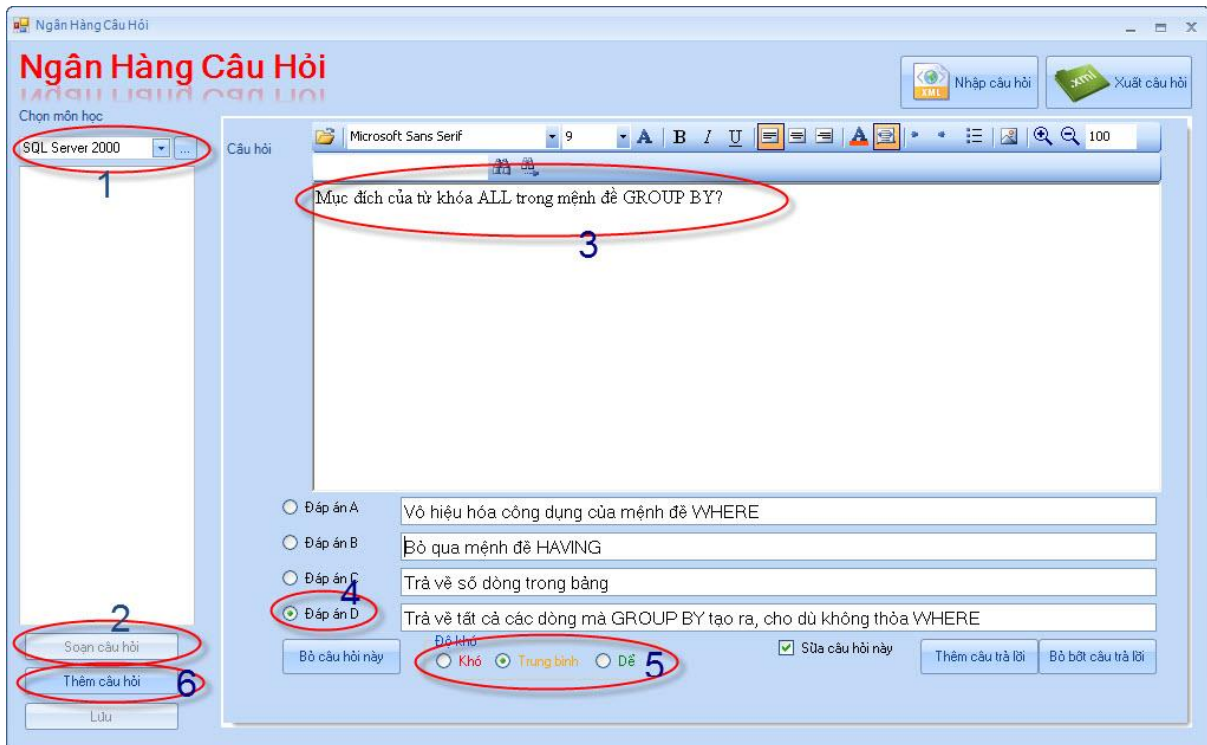 Ngân Hàng Câu Hỏi
Ngân Hàng Câu Hỏi
Nhập câu hỏi
Xuất câu hỏi
Chọn môn học
SQL Server 2000
...
1
Câu hỏi
Microsoft Sans Serif
9
A
B
I
U
A
100
Mục đích của từ khóa ALL trong mệnh đề GROUP BY?
3
Đáp án A
Vô hiệu hóa công dụng của mệnh đề WHERE
Đáp án B
Bỏ qua mệnh đề HAVING
Đáp án C
Trả về số dòng trong bảng
4
Đáp án D
Trả về tất cả các dòng mà GROUP BY tạo ra, cho dù không thỏa WHERE
2
Soạn câu hỏi
Thêm câu hỏi
6
Lưu
Bỏ câu hỏi này
Độ khó
Khó
Trung bình
Dể
5
Sữa câu hỏi này
Thêm câu trả lời
Bỏ bớt câu trả lời